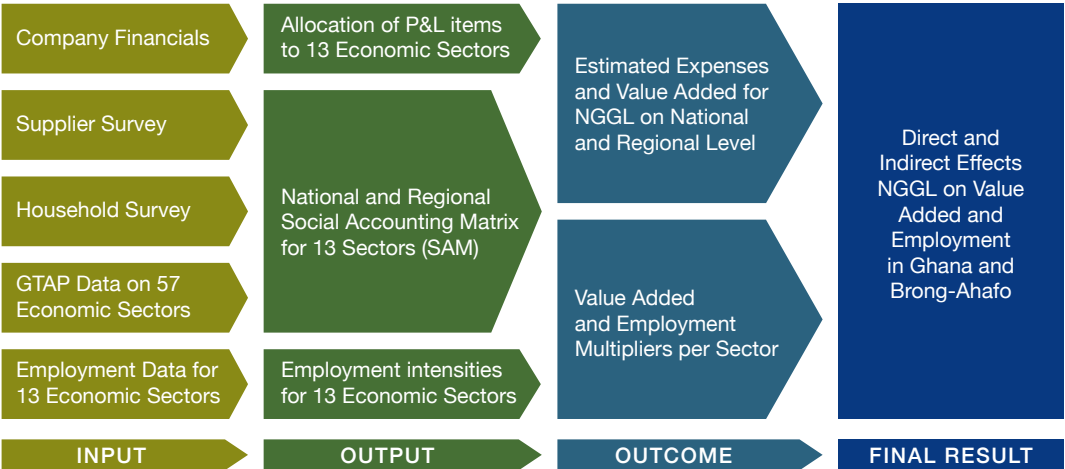 Company Financials
Supplier Survey
Household Survey
GTAP Data on 57
Economic Sectors
Employment Data for
13 Economic Sectors
INPUT
Allocation of P&L items
to 13 Economic Sectors
National and Regional
Social Accounting Matrix
for 13 Sectors (SAM)
Employment intensities
for 13 Economic Sectors
OUTPUT
Estimated Expenses
and Value Added for
NGGL on National
and Regional Level
Value Added
and Employment
Multipliers per Sector
OUTCOME
Direct and
Indirect Effects
NGGL on Value
Added and
Employment
in Ghana and
Brong-Ahafo
FINAL RESULT